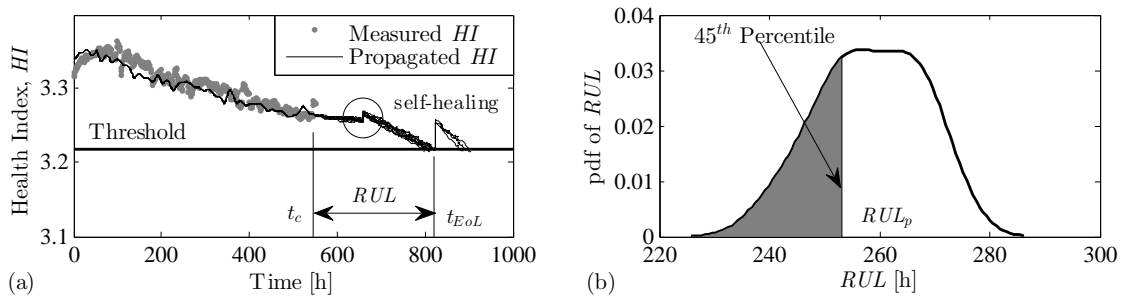 3.3
3.2
3.1
Health Index, HI
Measured HI
Propagated HI
self-healing
Threshold
RUL
t_c
t_EoL
0
200
400
600
800
1000
Time [h]
(a)
0.04
0.03
0.02
0.01
0
pdf of RUL
45th Percentile
RUL_p
220
240
260
280
300
RUL [h]
(b)